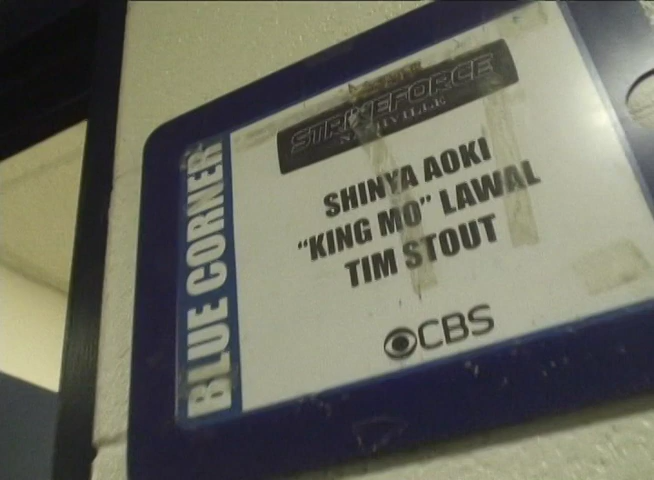 STRIKEFORCE
NASHVILLE
SHINYA AOKI
"KING MO" LAWAL
TIM STOUT
CBS
BLUE CORNER